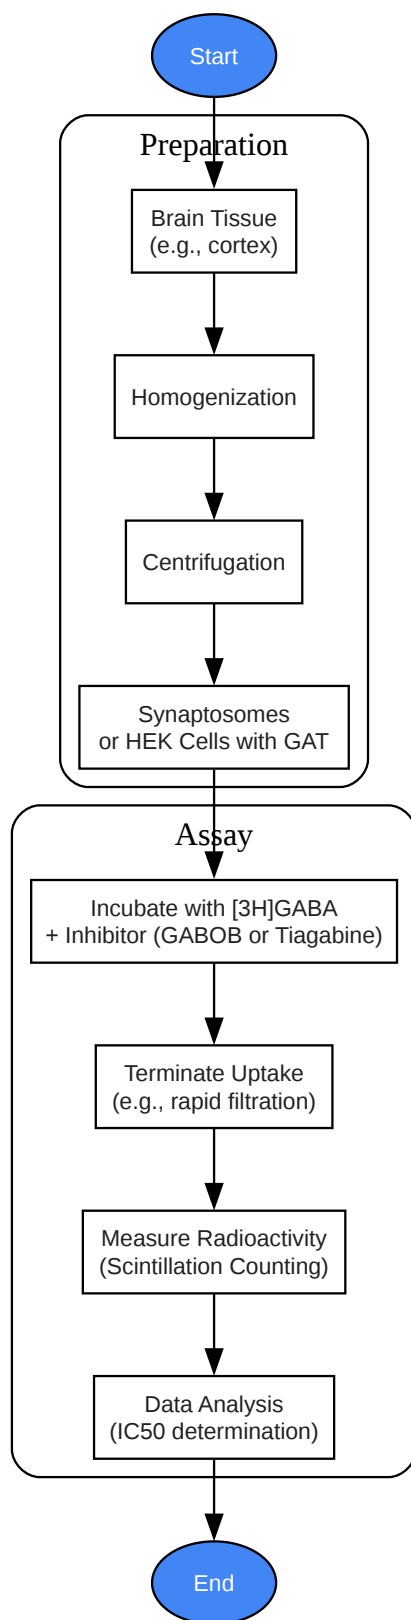 Start
Preparation
Brain Tissue
(e.g., cortex)
Homogenization
Centrifugation
Synaptosomes
or HEK Cells with GAT
Assay
Incubate with [3H]GABA
+ Inhibitor (GABOB or Tiagabine)
Terminate Uptake
(e.g., rapid filtration)
Measure Radioactivity
(Scintillation Counting)
Data Analysis
(IC50 determination)
End